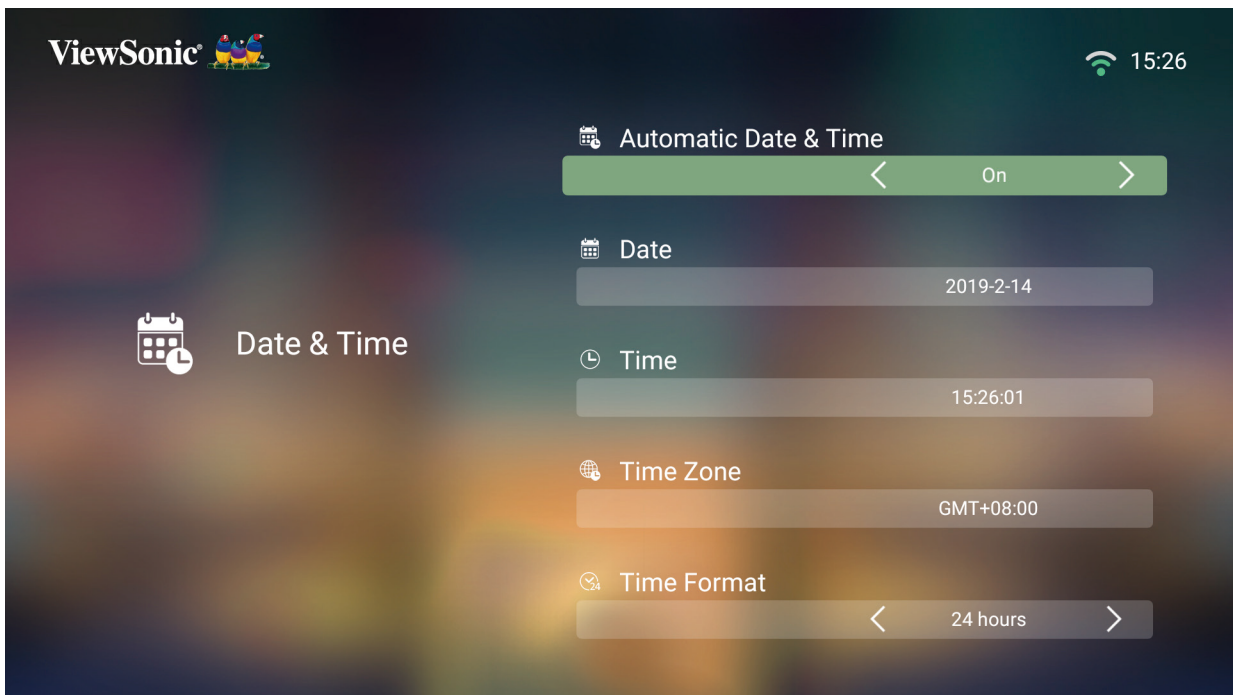 ViewSonic®
15:26
Automatic Date & Time
On
Date
2019-2-14
Date & Time
Time
15:26:01
Time Zone
GMT+08:00
24
Time Format
24 hours